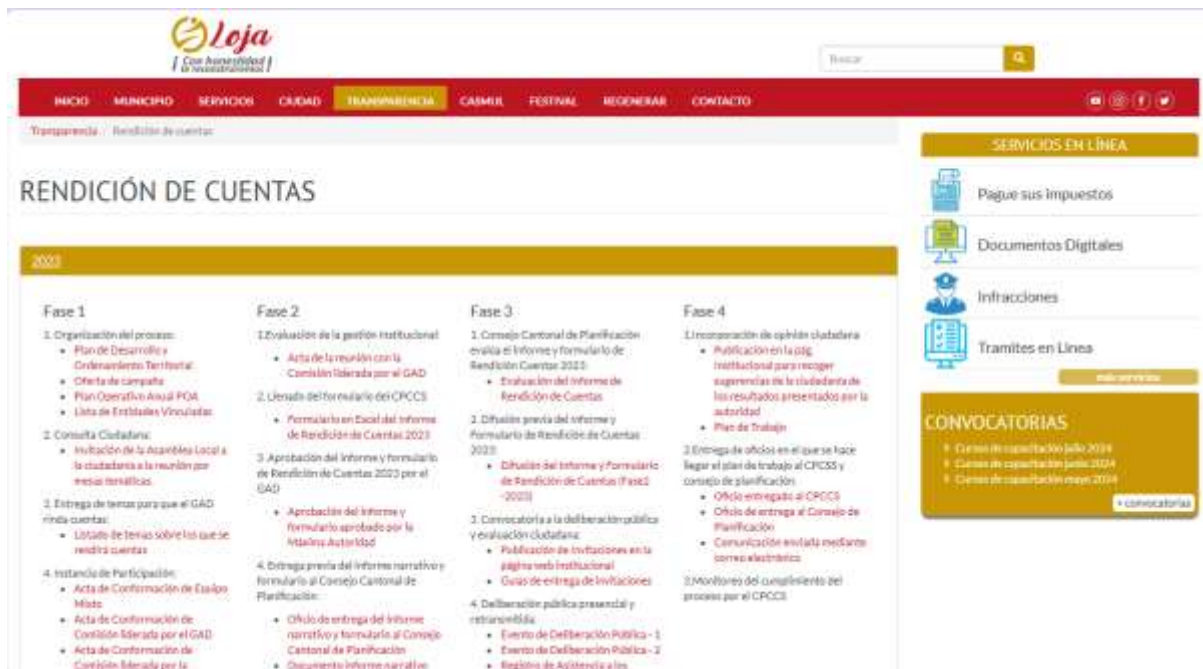 Loja
[ Con honestidad ]
lo reconstruiremos
Buscar
INICIO MUNICIPIO SERVICIOS CIUDAD TRANSPARENCIA CASMUL FESTIVAL REGENERAR CONTACTO
Transparencia / Rendición de cuentas
RENDICIÓN DE CUENTAS
2023
Fase 1
1. Organización del proceso:
Plan de Desarrollo y
Ordenamiento Territorial
Oferta de campaña
Plan Operativo Anual POA
Lista de Entidades Vinculadas
2. Consulta Ciudadana:
Invitación de la Asamblea Local a
la ciudadanía a la reunión por
mesas temáticas.
3. Entrega de temas para que el GAD
rinda cuentas:
Listado de temas sobre los que se
rendirá cuentas
4. Instancia de Participación:
Acta de Conformación de Equipo
Mixto
Acta de Conformación de
Comisión liderada por el GAD
Acta de Conformación de
Comisión liderada por la
Fase 2
1.Evaluación de la gestión institucional:
Acta de la reunión con la
Comisión liderada por el GAD
2. Llenado del formulario del CPCCS
Formulario en Excel del informe
de Rendición de Cuentas 2023
3. Aprobación del informe y formulario
de Rendición de Cuentas 2023 por el
GAD
Aprobación del informe y
formulario aprobado por la
Máxima Autoridad
4. Entrega previa del informe narrativo y
formulario al Consejo Cantonal de
Planificación:
Oficio de entrega del informe
narrativo y formulario al Consejo
Cantonal de Planificación
Documento informe narrativo
Fase 3
1. Consejo Cantonal de Planificación
evalúa el informe y formulario de
Rendición Cuentas 2023:
Evaluación del Informe de
Rendición de Cuentas
2. Difusión previa del informe y
Formulario de Rendición de Cuentas
2023:
Difusión del Informe y Formulario
de Rendición de Cuentas (Fase2
-2023)
3. Convocatoria a la deliberación pública
y evaluación ciudadana:
Publicación de Invitaciones en la
página web institucional
Guías de entrega de invitaciones
4. Deliberación pública presencial y
retransmitida:
Evento de Deliberación Pública - 1
Evento de Deliberación Pública - 2
Registro de Asistencia a los
Fase 4
1.Incorporación de opinión ciudadana
Publicación en la pág.
institucional para recoger
sugerencias de la ciudadanía de
los resultados presentados por la
autoridad
Plan de Trabajo
2.Entrega de oficios en el que se hace
llegar el plan de trabajo al CPCSS y
consejo de planificación:
Oficio entregado al CPCCS
Oficio de entrega al Consejo de
Planificación
Comunicación enviada mediante
correo electrónico
3.Monitoreo del cumplimiento del
proceso por el CPCCS
SERVICIOS EN LÍNEA
Pague sus impuestos
Documentos Digitales
Infracciones
Tramites en Linea
más servicios
CONVOCATORIAS
Cursos de capacitación julio 2024
Cursos de capacitación junio 2024
Cursos de capacitación mayo 2024
+ convocatorias